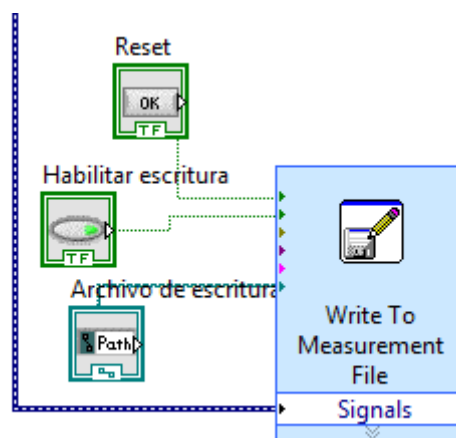 Reset
OK
TF
Habilitar escritura
TF
Archivo de escritura
Path
Write To
Measurement
File
Signals